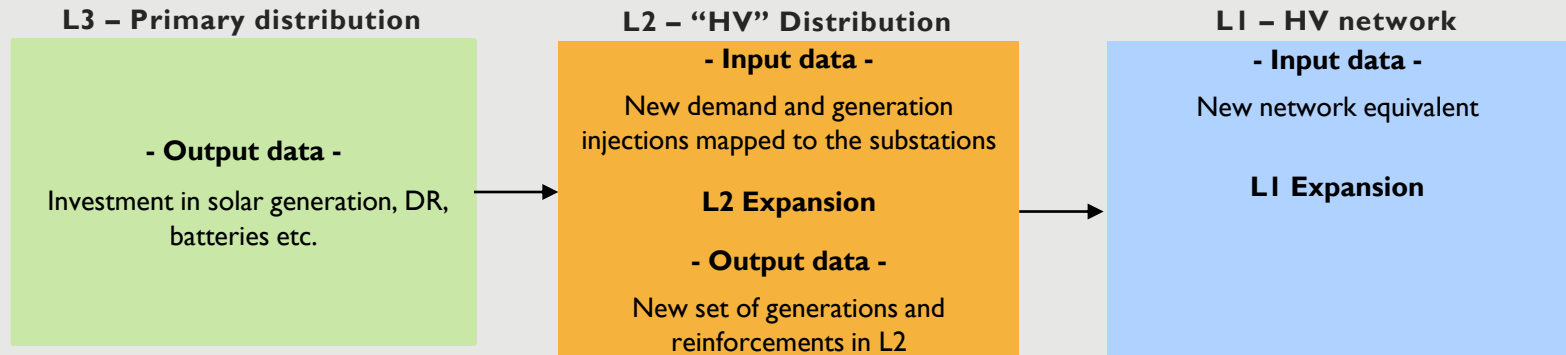 L3 – Primary distribution
- Output data -
Investment in solar generation, DR,
batteries etc.
L2 – “HV” Distribution
- Input data -
New demand and generation
injections mapped to the substations
L2 Expansion
- Output data -
New set of generations and
reinforcements in L2
L1 – HV network
- Input data -
New network equivalent
L1 Expansion